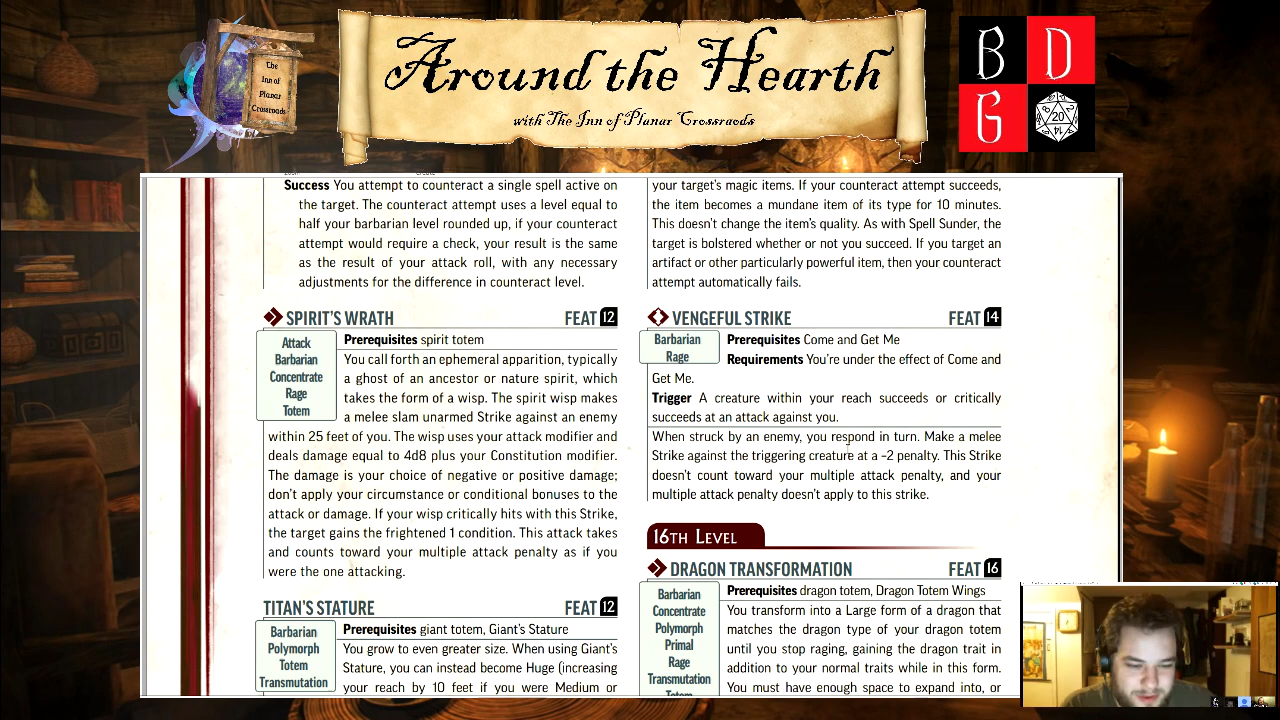 The
Inn of
Planar
Crossroads
Around the Hearth
with The Inn of Planar Crossroads
B D
G 20
Success You attempt to counteract a single spell active on
the target. The counteract attempt uses a level equal to
half your barbarian level rounded up, if your counteract
attempt would require a check, your result is the same
as the result of your attack roll, with any necessary
adjustments for the difference in counteract level.
SPIRIT'S WRATH FEAT 12
Attack
Barbarian
Concentrate
Rage
Totem
Prerequisites spirit totem
You call forth an ephemeral apparition, typically
a ghost of an ancestor or nature spirit, which
takes the form of a wisp. The spirit wisp makes
a melee slam unarmed Strike against an enemy
within 25 feet of you. The wisp uses your attack modifier and
deals damage equal to 4d8 plus your Constitution modifier.
The damage is your choice of negative or positive damage;
don't apply your circumstance or conditional bonuses to the
attack or damage. If your wisp critically hits with this Strike,
the target gains the frightened 1 condition. This attack takes
and counts toward your multiple attack penalty as if you
were the one attacking.
TITAN'S STATURE FEAT 12
Barbarian
Polymorph
Totem
Transmutation
Prerequisites giant totem, Giant's Stature
You grow to even greater size. When using Giant's
Stature, you can instead become Huge (increasing
your reach by 10 feet if you were Medium or
your target's magic items. If your counteract attempt succeeds,
the item becomes a mundane item of its type for 10 minutes.
This doesn't change the item's quality. As with Spell Sunder, the
target is bolstered whether or not you succeed. If you target an
artifact or other particularly powerful item, then your counteract
attempt automatically fails.
VENGEFUL STRIKE FEAT 14
Barbarian
Rage
Prerequisites Come and Get Me
Requirements You're under the effect of Come and
Get Me.
Trigger A creature within your reach succeeds or critically
succeeds at an attack against you.
When struck by an enemy, you respond in turn. Make a melee
Strike against the triggering creature at a -2 penalty. This Strike
doesn't count toward your multiple attack penalty, and your
multiple attack penalty doesn't apply to this strike.
16TH LEVEL
DRAGON TRANSFORMATION FEAT 16
Barbarian
Concentrate
Polymorph
Primal
Rage
Transmutation
Totem
Prerequisites dragon totem, Dragon Totem Wings
You transform into a Large form of a dragon that
matches the dragon type of your dragon totem
until you stop raging, gaining the dragon trait in
addition to your normal traits while in this form.
You must have enough space to expand into, or